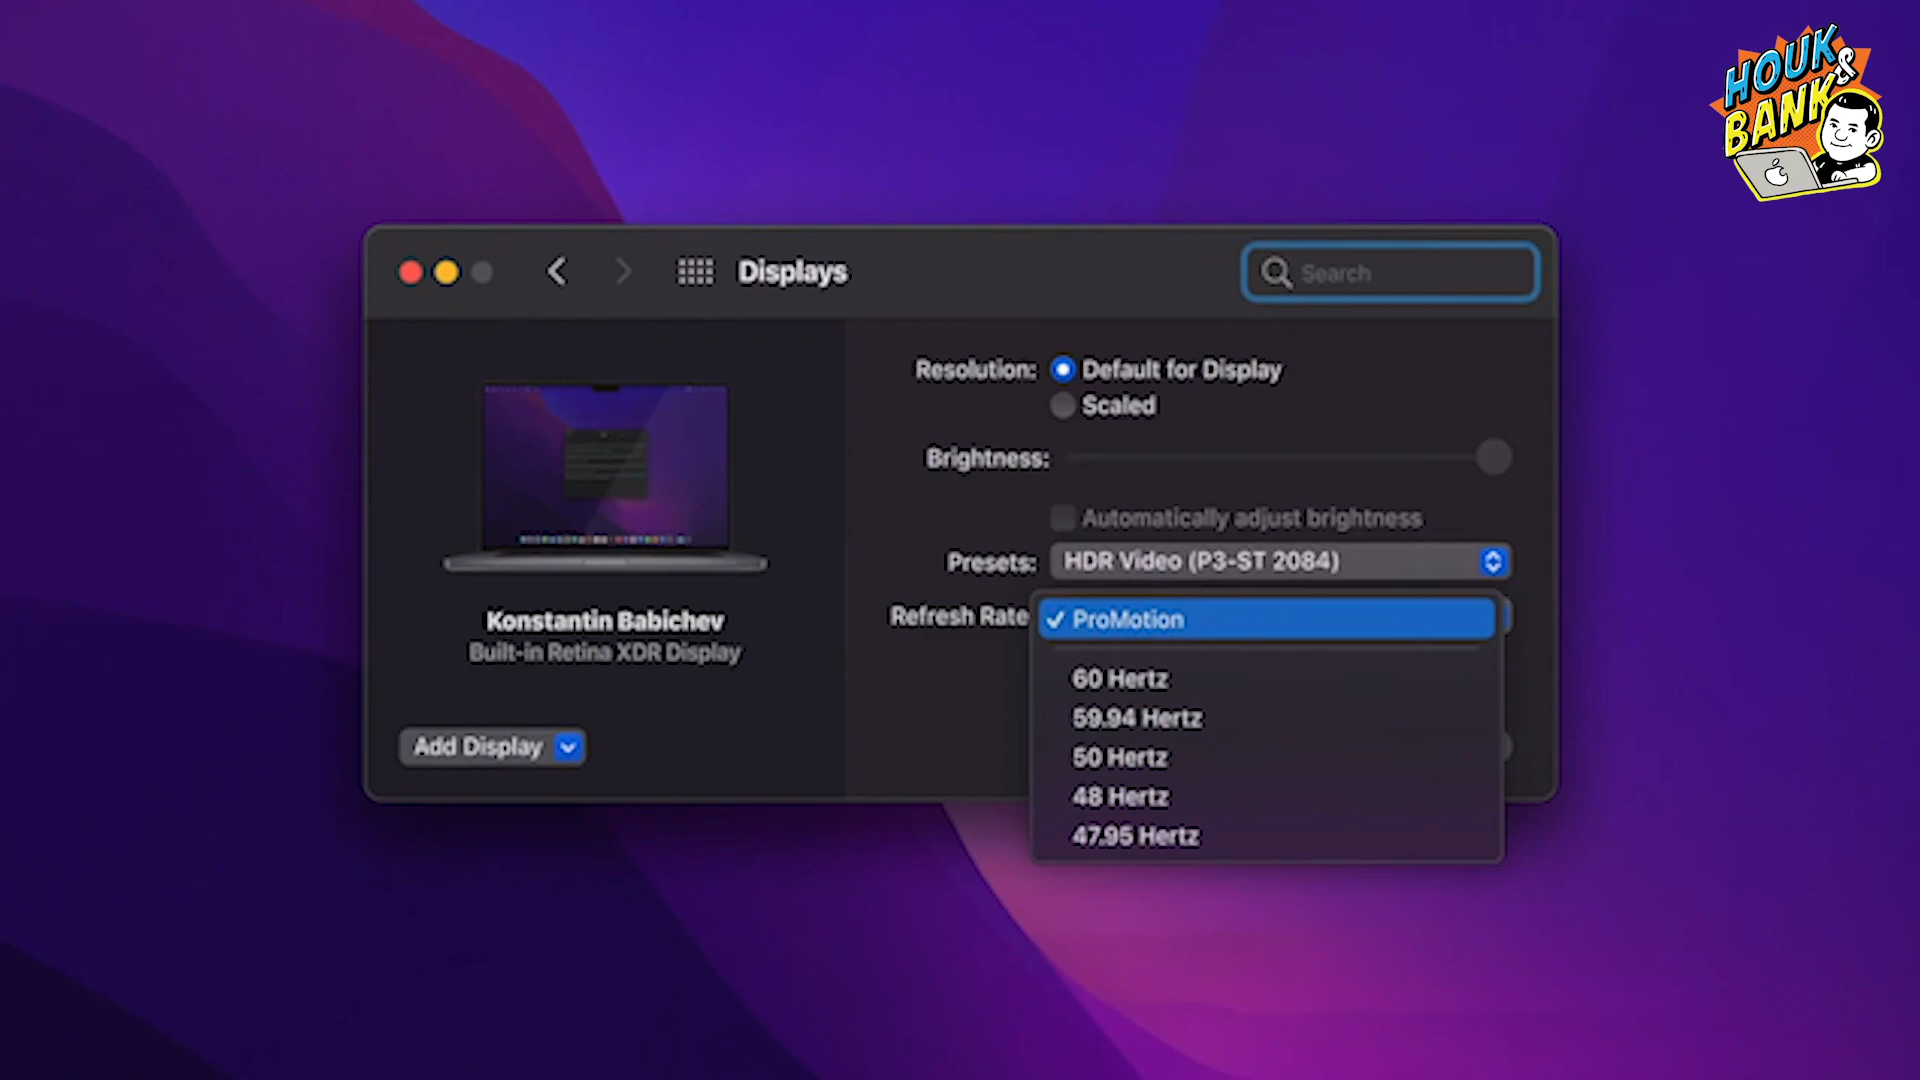 HOUK
&
BANK
Displays
Search
Resolution:
Default for Display
Scaled
Brightness:
Automatically adjust brightness
Presets:
HDR Video (P3-ST 2084)
Refresh Rate
ProMotion
60 Hertz
59.94 Hertz
50 Hertz
48 Hertz
47.95 Hertz
Konstantin Babichev
Built-in Retina XDR Display
Add Display